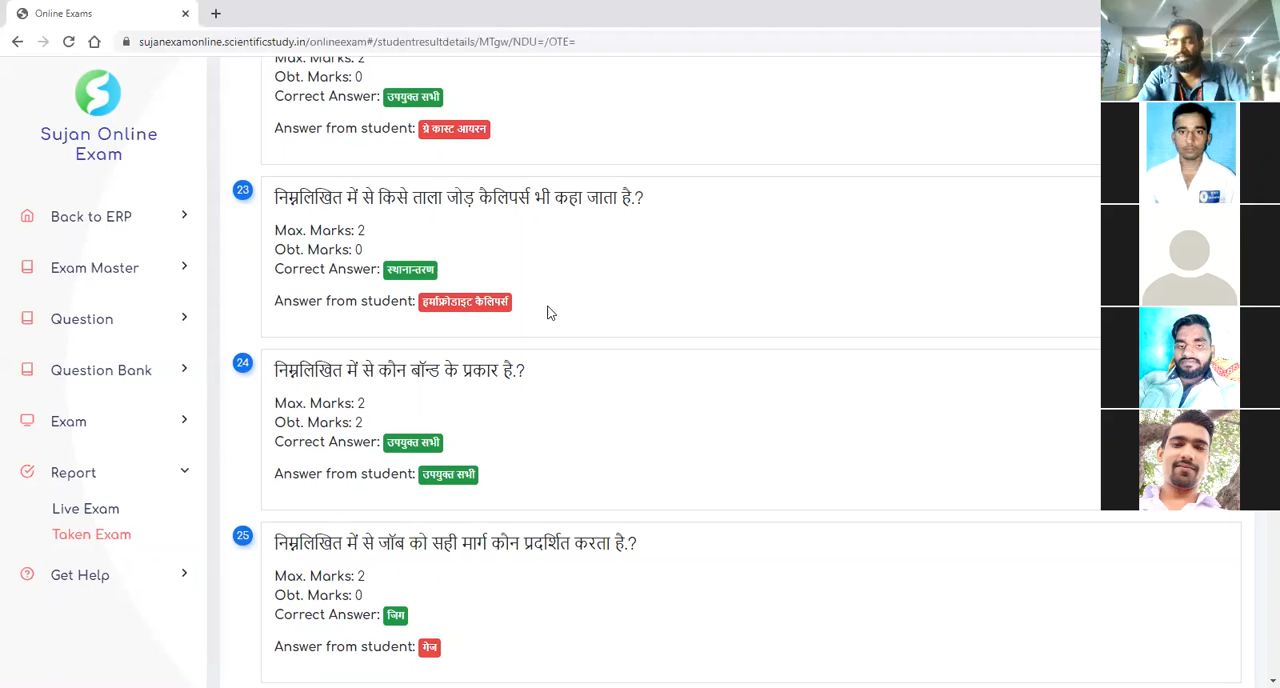 Online Exams
sujanexamonline.scientificstudy.in/onlineexam#/studentresultdetails/MTgw/NDU=/OTE=
Sujan Online
Exam
Back to ERP
Exam Master
Question
Question Bank
Exam
Report
Live Exam
Taken Exam
Get Help
Max. Marks: 2
Obt. Marks: 0
Correct Answer: उपयुक्त सभी
Answer from student: ग्रे कास्ट आयरन
23 निम्नलिखित में से किसे ताला जोड़ कैलिपर्स भी कहा जाता है.?
Max. Marks: 2
Obt. Marks: 0
Correct Answer: स्थानान्तरण
Answer from student: हर्माफ्रोडाइट कैलिपर्स
24 निम्नलिखित में से कौन बॉन्ड के प्रकार है.?
Max. Marks: 2
Obt. Marks: 2
Correct Answer: उपयुक्त सभी
Answer from student: उपयुक्त सभी
25 निम्नलिखित में से जॉब को सही मार्ग कोन प्रदर्शित करता है.?
Max. Marks: 2
Obt. Marks: 0
Correct Answer: जिग
Answer from student: गेज